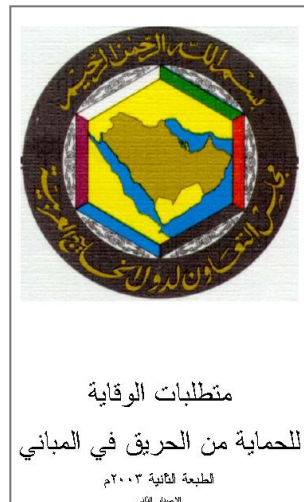 بسم الله الرحمن الرحيم
مجلس التعاون لدول الخليج العربية
متطلبات الوقاية
للحماية من الحريق في المباني
الطبعة الثانية ٢٠٠٣م